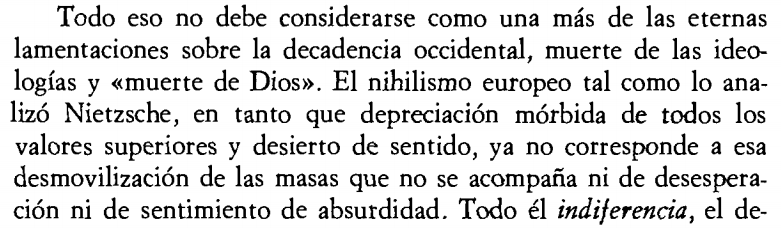 Todo eso no debe considerarse como una más de las eternas
lamentaciones sobre la decadencia occidental, muerte de las ideo-
logías y «muerte de Dios». El nihilismo europeo tal como lo ana-
lizó Nietzsche, en tanto que depreciación mórbida de todos los
valores superiores y desierto de sentido, ya no corresponde a esa
desmovilización de las masas que no se acompaña ni de desespera-
ción ni de sentimiento de absurdidad. Todo él indiferencia, el de-